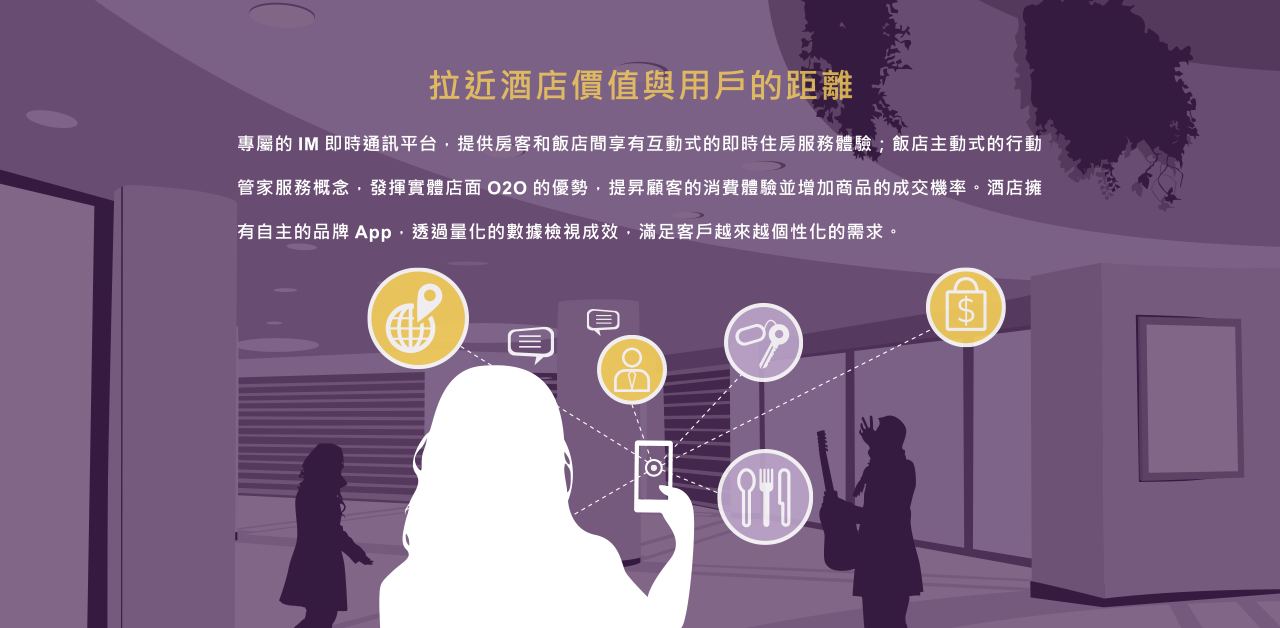 拉近酒店價值與用戶的距離
專屬的 IM 即時通訊平台，提供房客和飯店間享有互動式的即時住房服務體驗；飯店主動式的行動
管家服務概念，發揮實體店面 O2O 的優勢，提昇顧客的消費體驗並增加商品的成交機率。酒店擁
有自主的品牌 App，透過量化的數據檢視成效，滿足客戶越來越個性化的需求。
$